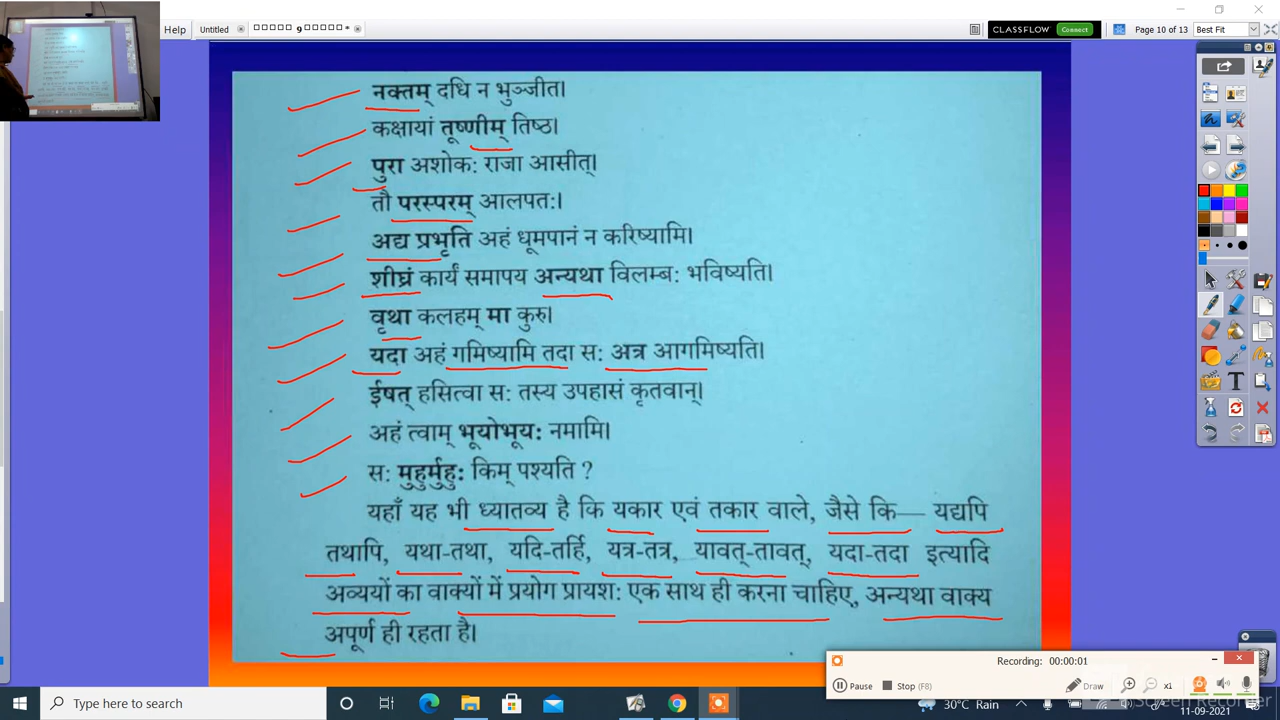 Help
Untitled
9
CLASSFLOW Connect
Page 10 of 13
Best Fit
नक्तम् दधि न भुञ्जीत।
कक्षायां तूष्णीम् तिष्ठ।
पुरा अशोक: राजा आसीत्।
तौ परस्परम् आलपत:।
अद्य प्रभृति अहं धूमपानं न करिष्यामि।
शीघ्रं कार्यं समापय अन्यथा विलम्ब: भविष्यति।
वृथा कलहम् मा कुरु।
यदा अहं गमिष्यामि तदा स: अत्र आगमिष्यति।
ईषत् हसित्वा स: तस्य उपहासं कृतवान्।
अहं त्वाम् भूयोभूय: नमामि।
स: मुहुर्मुहु: किम् पश्यति ?
यहाँ यह भी ध्यातव्य है कि यकार एवं तकार वाले, जैसे कि— यद्यपि
तथापि, यथा-तथा, यदि-तर्हि, यत्र-तत्र, यावत्-तावत्, यदा-तदा इत्यादि
अव्ययों का वाक्यों में प्रयोग प्रायश: एक साथ ही करना चाहिए, अन्यथा वाक्य
अपूर्ण ही रहता है।
Recording: 00:00:01
Pause
Stop (F8)
Draw
x1
Screen Recorder
Type here to search
30°C Rain
11-09-2021